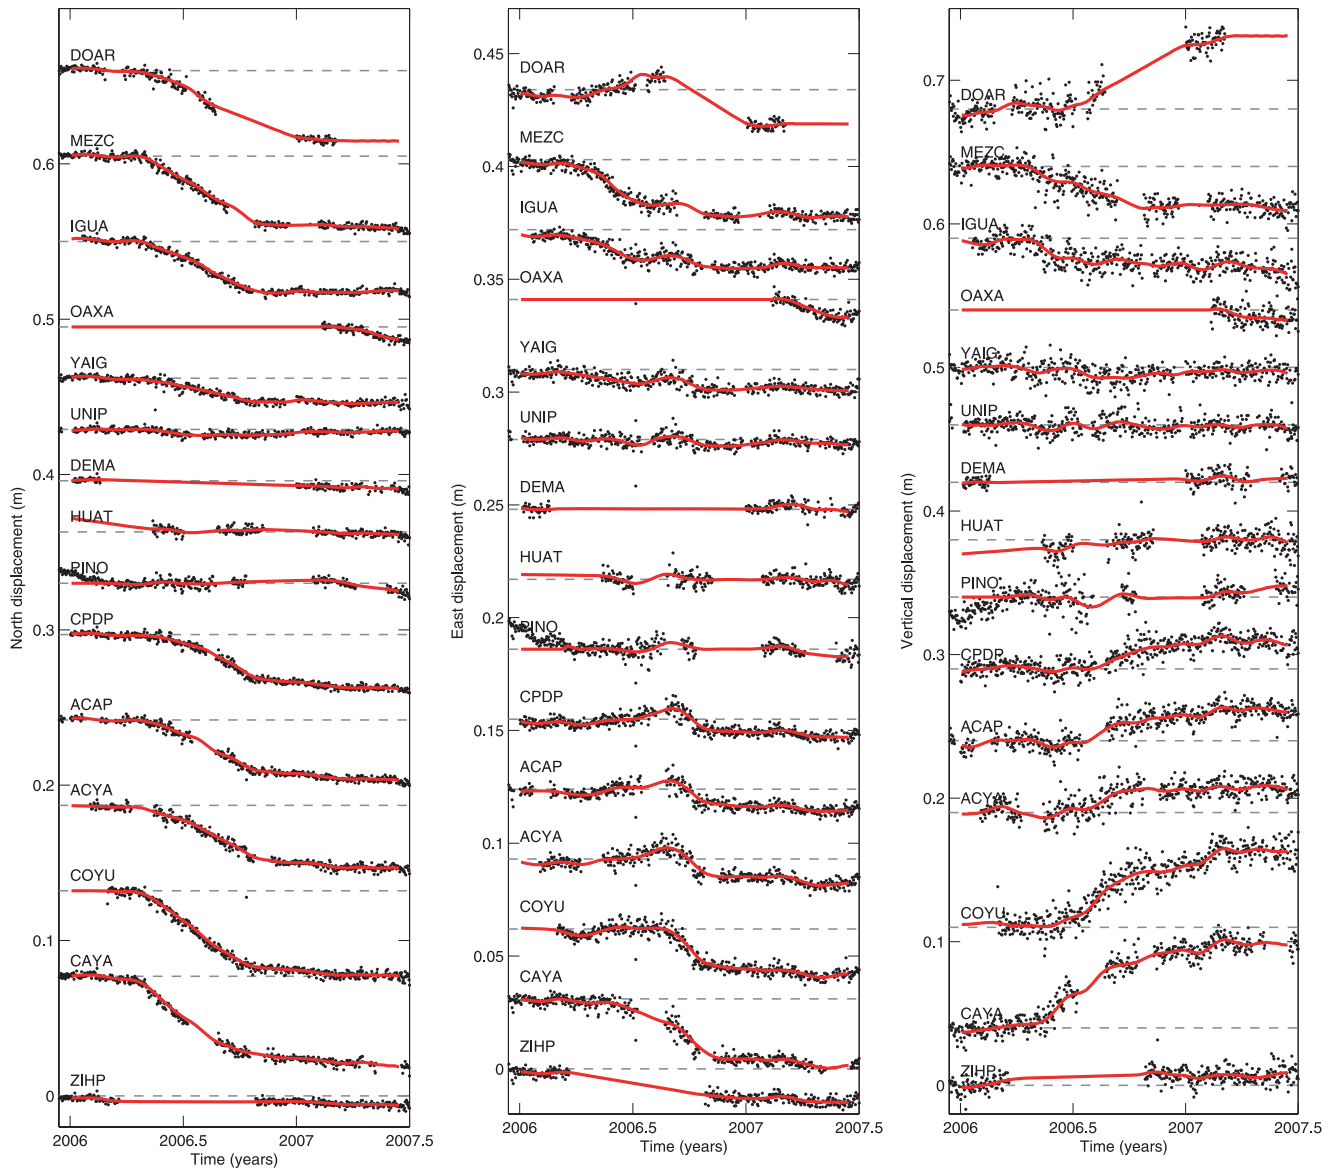 North displacement (m)
0.6
0.5
0.4
0.3
0.2
0.1
0
DOAR
MEZC
IGUA
OAXA
YAIG
UNIP
DEMA
HUAT
PINO
CPDP
ACAP
ACYA
COYU
CAYA
ZIHP
2006
2006.5
2007
2007.5
Time (years)
East displacement (m)
0.45
0.4
0.35
0.3
0.25
0.2
0.15
0.1
0.05
0
DOAR
MEZC
IGUA
OAXA
YAIG
UNIP
DEMA
HUAT
PINO
CPDP
ACAP
ACYA
COYU
CAYA
ZIHP
2006
2006.5
2007
2007.5
Time (years)
Vertical displacement (m)
0.7
0.6
0.5
0.4
0.3
0.2
0.1
0
DOAR
MEZC
IGUA
OAXA
YAIG
UNIP
DEMA
HUAT
PINO
CPDP
ACAP
ACYA
COYU
CAYA
ZIHP
2006
2006.5
2007
2007.5
Time (years)